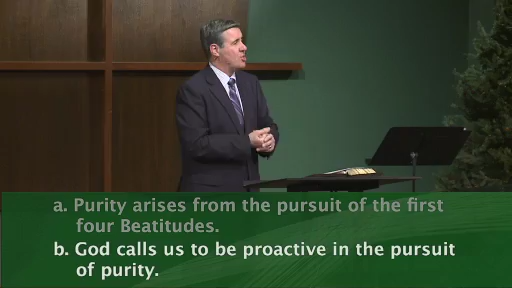 a. Purity arises from the pursuit of the first
four Beatitudes.
b. God calls us to be proactive in the pursuit
of purity.